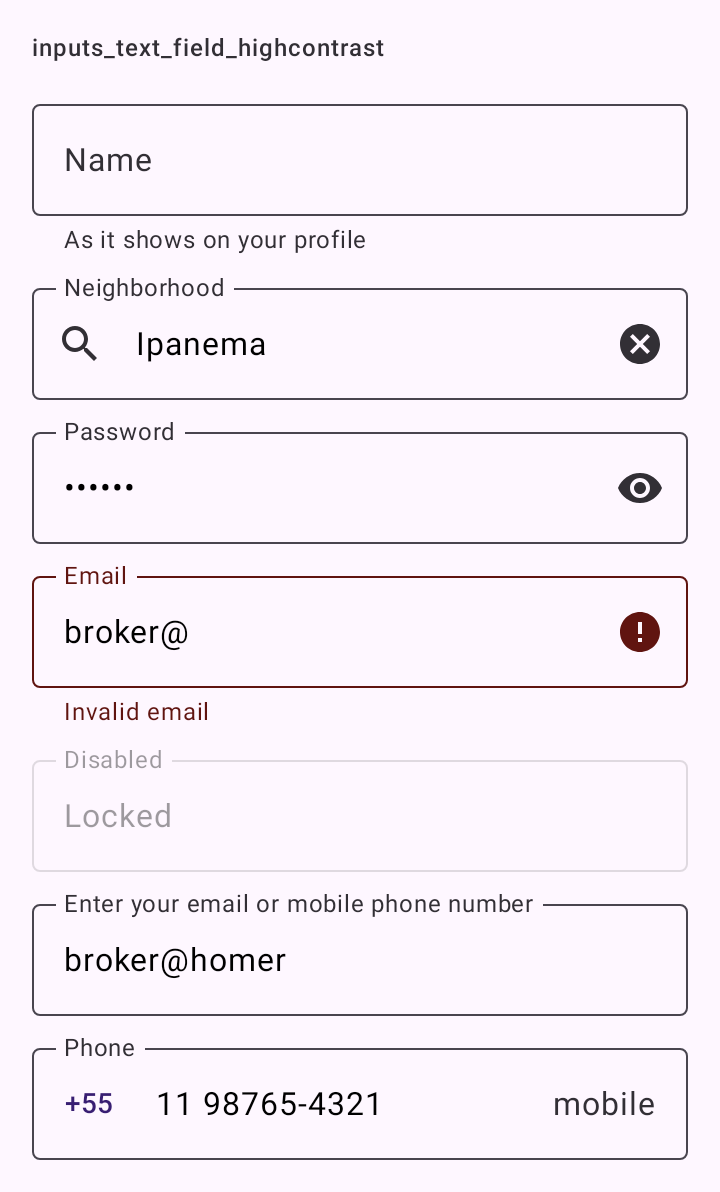 inputs_text_field_highcontrast
Name
As it shows on your profile
Neighborhood
Ipanema
Password
••••••
Email
broker@
Invalid email
Disabled
Locked
Enter your email or mobile phone number
broker@homer
Phone
+55 11 98765-4321 mobile